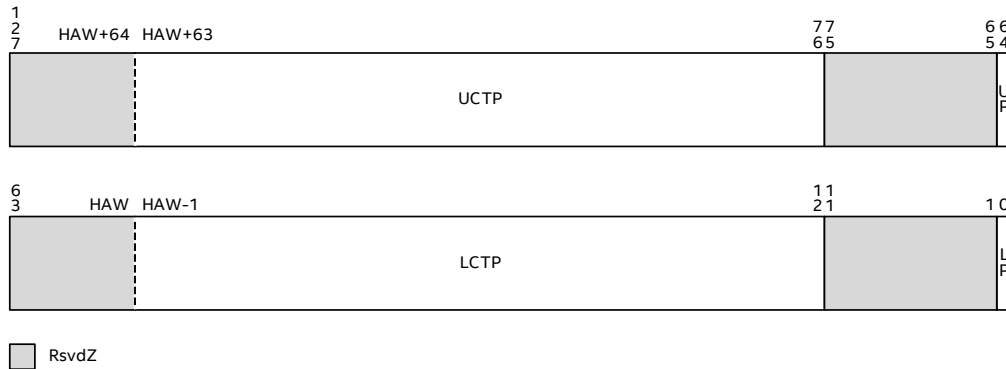 1
2
7
HAW+64 HAW+63
7 7
6 5
6 6
5 4
UCTP
U
P
6
3
HAW HAW-1
1 1
2 1
1 0
LCTP
L
P
RsvdZ